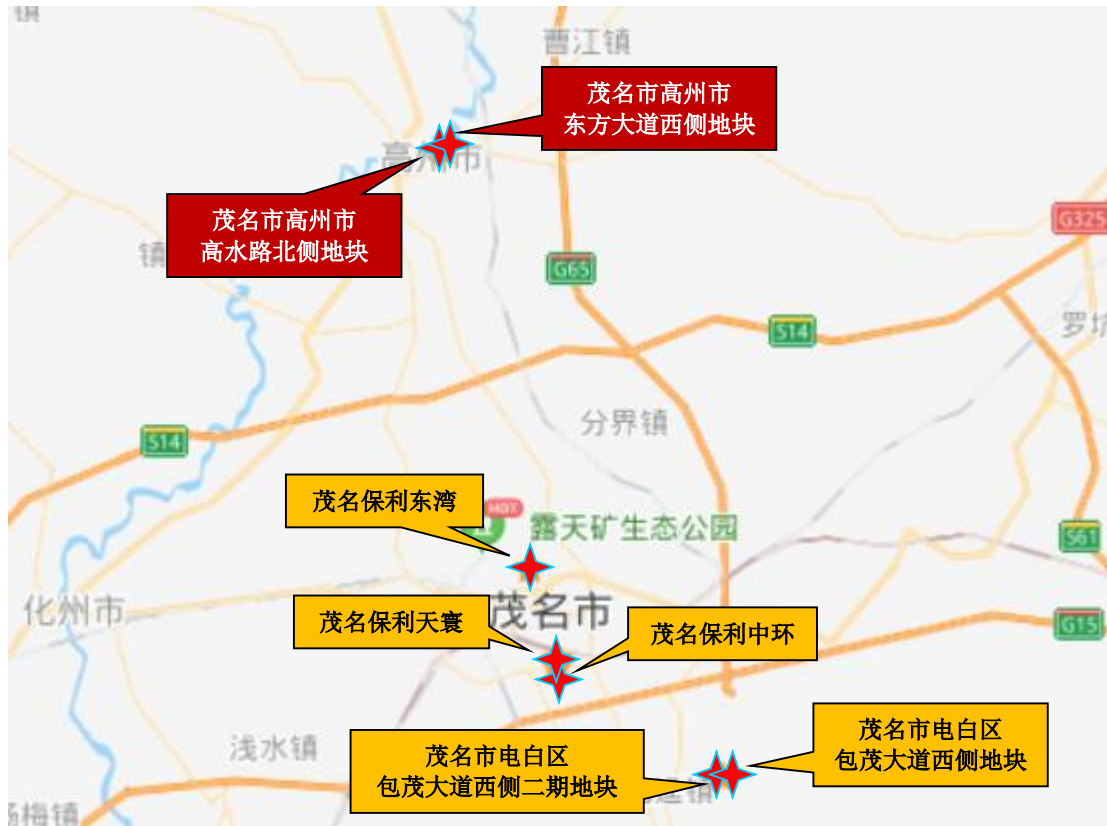 镇
曹江镇
茂名市高州市
东方大道西侧地块
高州市
茂名市高州市
高水路北侧地块
镇
G325
G65
S14
罗坑
分界镇
S14
茂名保利东湾
露天矿生态公园
S61
化州市
茂名保利天寰
茂名市
茂名保利中环
G15
浅水镇
茂名市电白区
包茂大道西侧二期地块
茂名市电白区
包茂大道西侧地块
杨梅镇